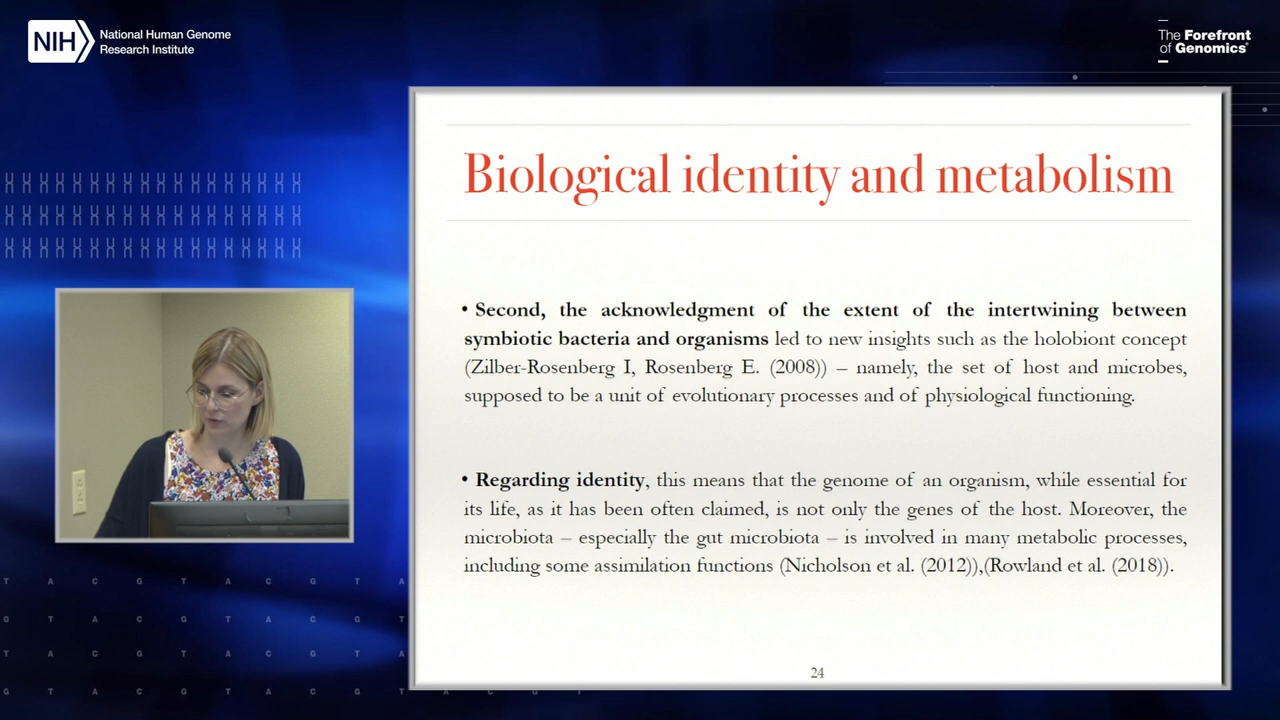 NIH
National Human Genome
Research Institute
The Forefront
of Genomics®
Biological identity and metabolism
• Second, the acknowledgment of the extent of the intertwining between
symbiotic bacteria and organisms led to new insights such as the holobiont concept
(Zilber-Rosenberg I, Rosenberg E. (2008)) – namely, the set of host and microbes,
supposed to be a unit of evolutionary processes and of physiological functioning.
• Regarding identity, this means that the genome of an organism, while essential for
its life, as it has been often claimed, is not only the genes of the host. Moreover, the
microbiota – especially the gut microbiota – is involved in many metabolic processes,
including some assimilation functions (Nicholson et al. (2012)),(Rowland et al. (2018)).
24
T A C G T A C G T A
G T A C G T A C G T
T A C G T A C G T A
G T A C G T A C G T A C G T